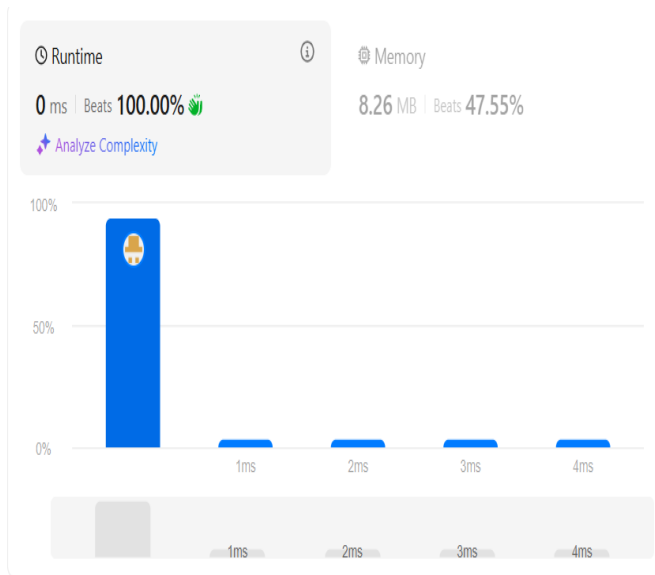 Runtime
0 ms | Beats 100.00%
Analyze Complexity
Memory
8.26 MB | Beats 47.55%
100%
50%
0%
1ms 2ms 3ms 4ms
1ms 2ms 3ms 4ms